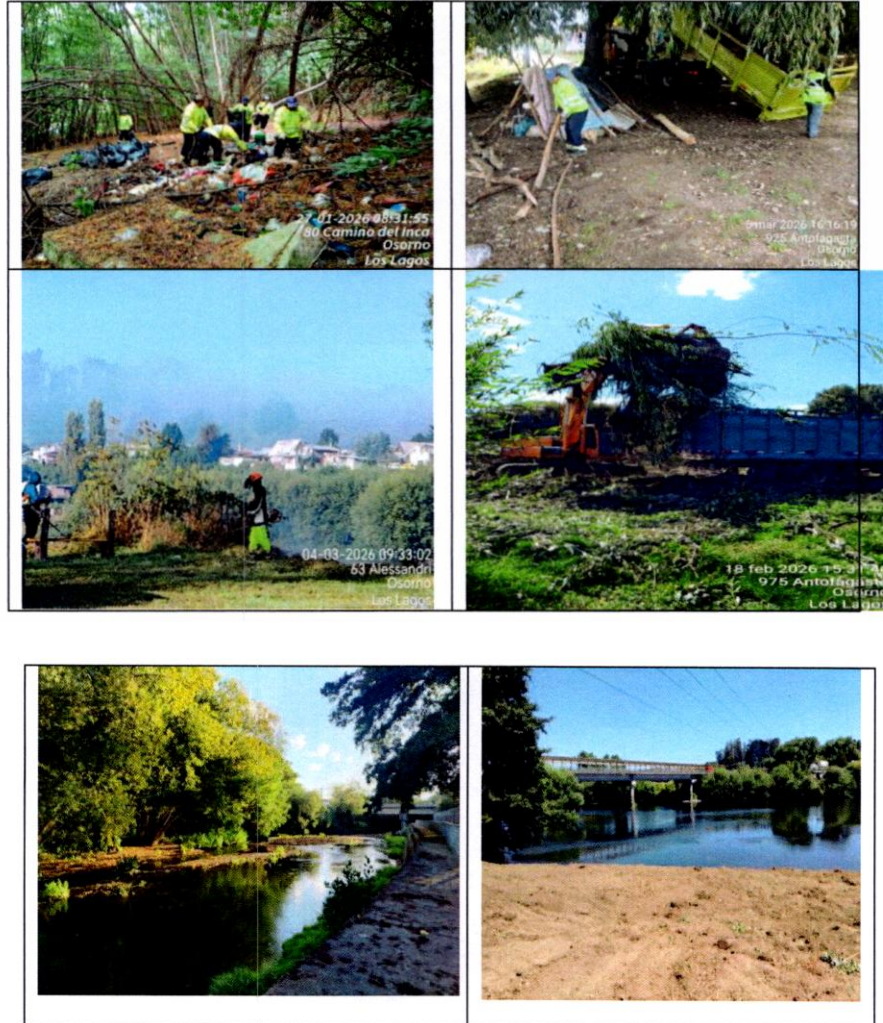 27-01-2026 08:31:55
80 Camino del Inca
Osorno
Los Lagos
mar 2026 16:16:19
925 Antofagasta
Osorno
Los Lagos
04-03-2026 09:33:02
63 Alessandri
Osorno
Los Lagos
18 feb 2026 15
975 Antofagasta
Osorno
Los Lagos